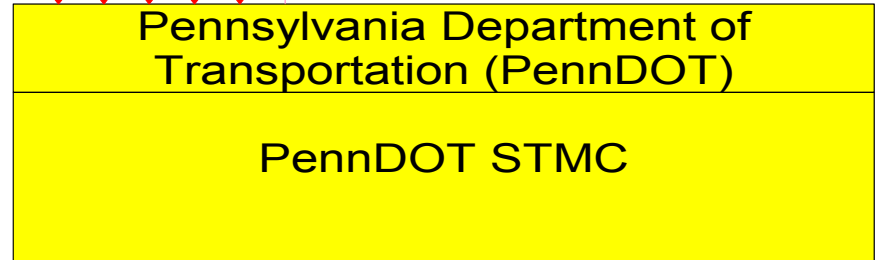 Pennsylvania Department of
Transportation (PennDOT)
PennDOT STMC